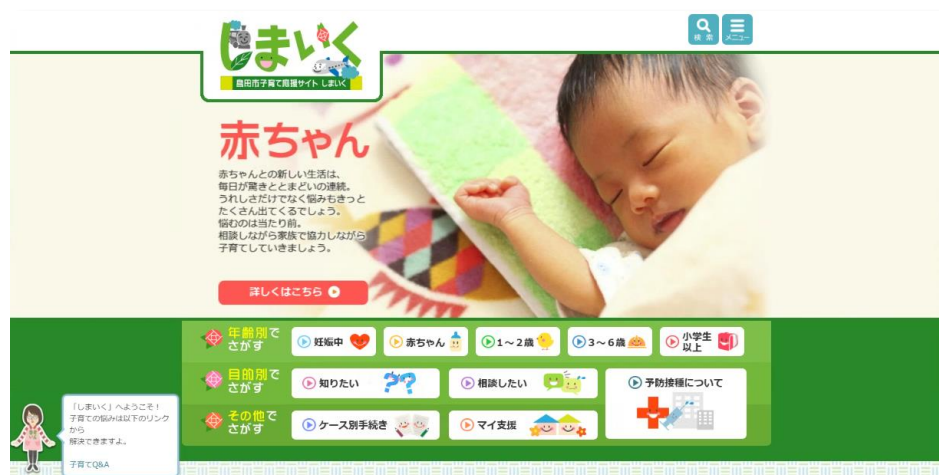 しまいく
島田市子育て応援サイト しまいく
検 索
メニュー
赤ちゃん
赤ちゃんとの新しい生活は、
毎日が驚きととまどいの連続。
うれしさだけでなく悩みもきっと
たくさん出てくるでしょう。
悩むのは当たり前。
相談しながら家族で協力しながら
子育てしていきましょう。
詳しくはこちら
年齢別で
さがす
妊娠中
赤ちゃん
1～2歳
3～6歳
小学生
以上
目的別で
さがす
知りたい
相談したい
予防接種について
その他で
さがす
ケース別手続き
マイ支援
「しまいく」へようこそ！
子育ての悩みは以下のリンク
から
解決できますよ。
子育てQ&A